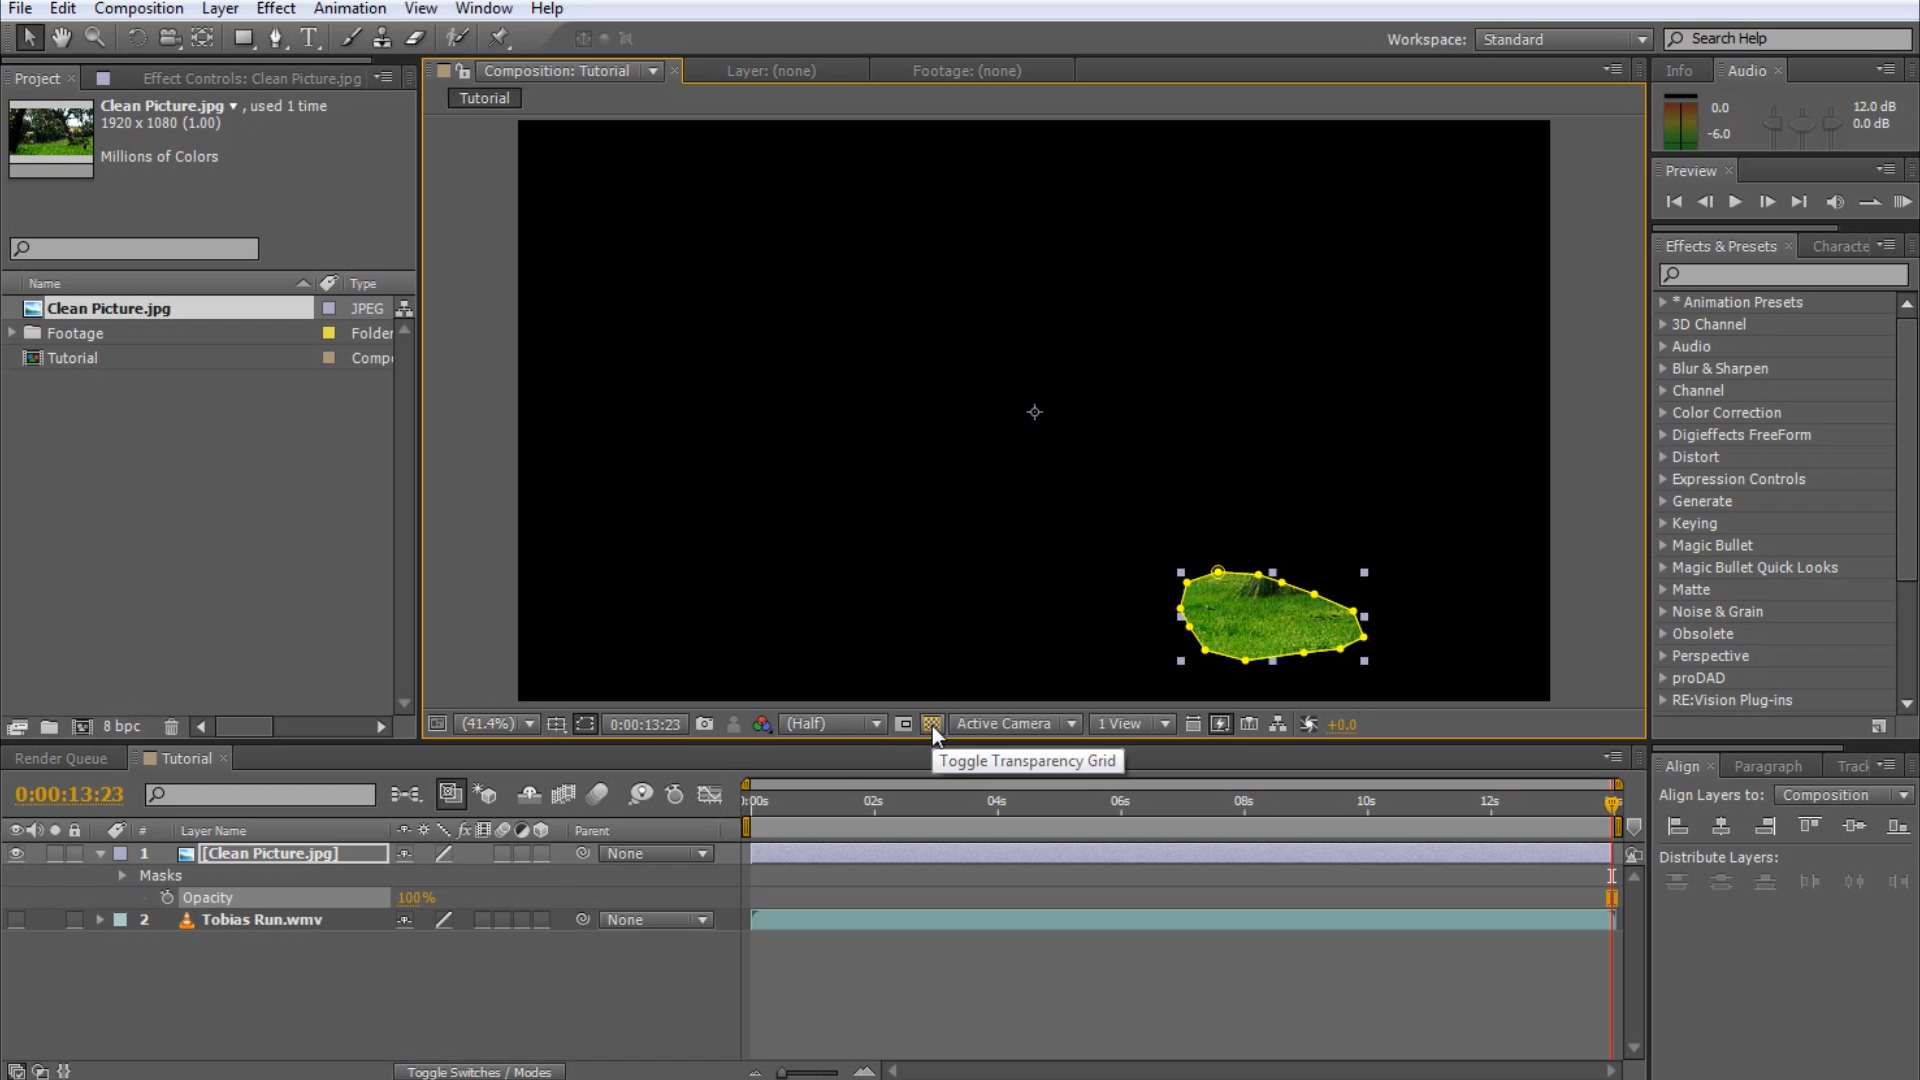 File Edit Composition Layer Effect Animation View Window Help
Workspace: Standard Search Help
Project Effect Controls: Clean Picture.jpg
Composition: Tutorial Layer: (none) Footage: (none)
Info Audio
Clean Picture.jpg , used 1 time
1920 x 1080 (1.00)
Millions of Colors
Tutorial
0.0
-6.0
12.0 dB
0.0 dB
Preview
Effects & Presets Characte
Name Type
Clean Picture.jpg JPEG
Footage Folder
Tutorial Comp
* Animation Presets
3D Channel
Audio
Blur & Sharpen
Channel
Color Correction
Digieffects FreeForm
Distort
Expression Controls
Generate
Keying
Magic Bullet
Magic Bullet Quick Looks
Matte
Noise & Grain
Obsolete
Perspective
proDAD
RE:Vision Plug-ins
8 bpc
(41.4%) 0:00:13:23 (Half) Active Camera 1 View +0.0
Toggle Transparency Grid
Render Queue Tutorial
0:00:13:23
):00s 02s 04s 06s 08s 10s 12s
# Layer Name fx Parent
1 [Clean Picture.jpg] None
Masks
Opacity 100%
2 Tobias Run.wmv None
Toggle Switches / Modes
Align Paragraph Track
Align Layers to: Composition
Distribute Layers: